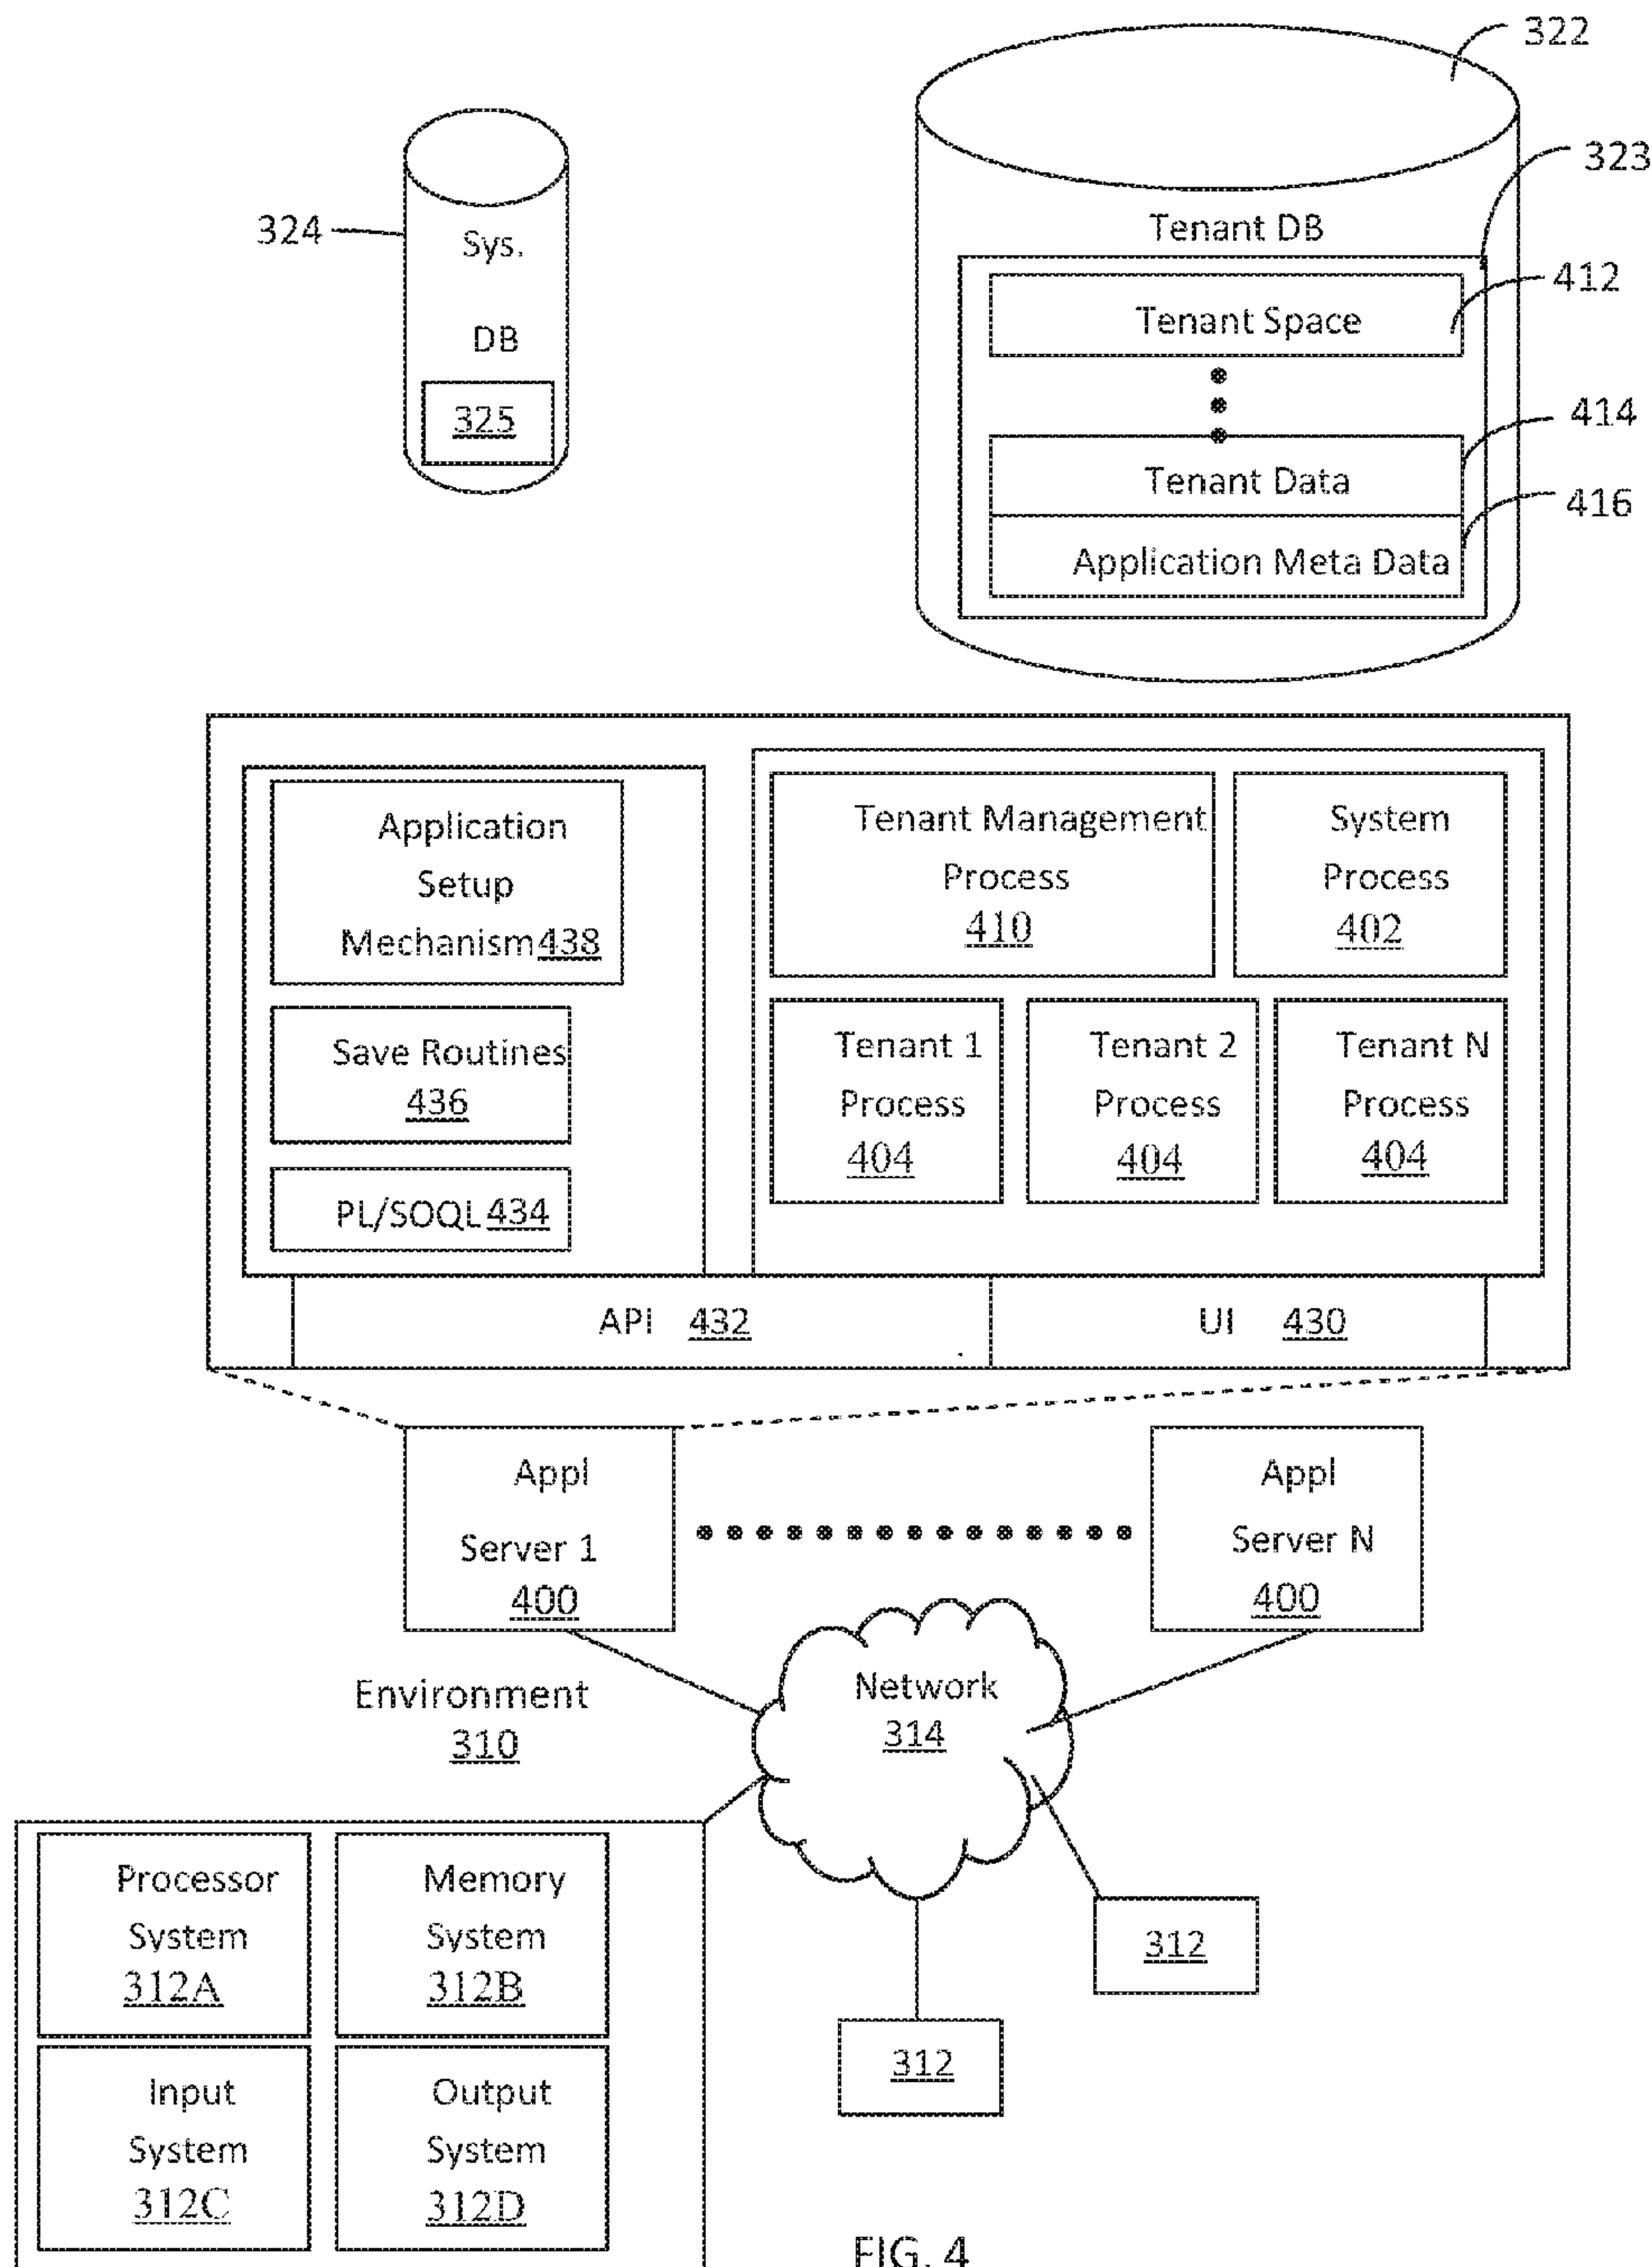 322
323
324
Sys.
DB
325
Tenant DB
412
Tenant Space
414
Tenant Data
416
Application Meta Data
Application
Setup
Mechanism 438
Save Routines
436
PL/SOQL 434
Tenant Management
Process
410
System
Process
402
Tenant 1
Process
404
Tenant 2
Process
404
Tenant N
Process
404
API 432
UI 430
Appl
Server 1
400
Appl
Server N
400
Environment
310
Network
314
Processor
System
312A
Memory
System
312B
Input
System
312C
Output
System
312D
312
312
FIG. 4